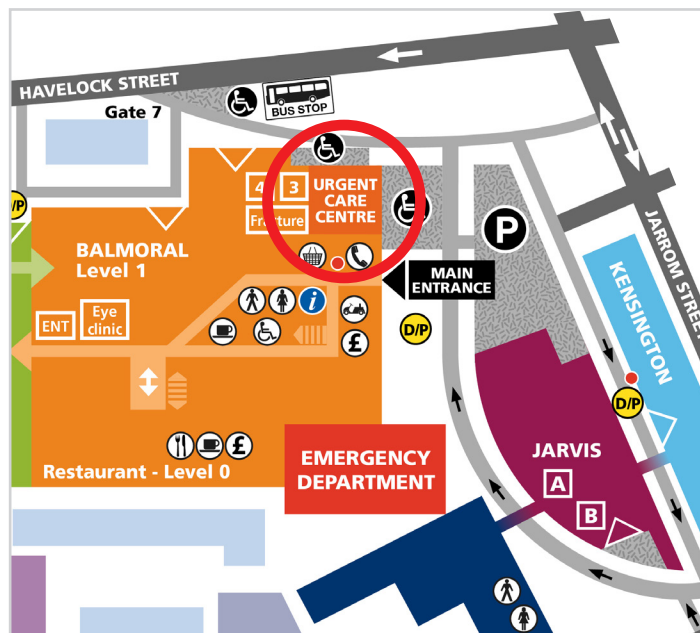 HAVELOCK STREET
BUS STOP
Gate 7
4
3
URGENT
CARE
CENTRE
Fracture
D/P
P
JARROM STREET
BALMORAL
Level 1
MAIN
ENTRANCE
KENSINGTON
i
ENT
Eye
clinic
£
D/P
D/P
£
Restaurant - Level 0
EMERGENCY
DEPARTMENT
JARVIS
A
B